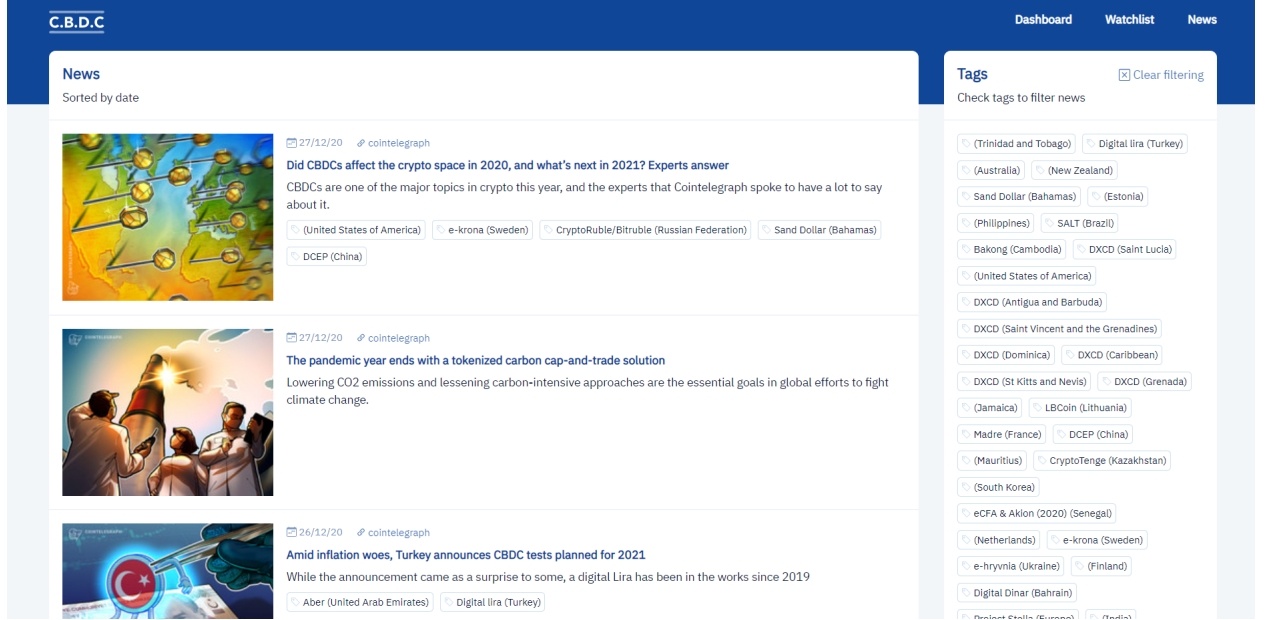 C.B.D.C
Dashboard Watchlist News
News
Sorted by date
27/12/20 cointelegraph
Did CBDCs affect the crypto space in 2020, and what's next in 2021? Experts answer
CBDCs are one of the major topics in crypto this year, and the experts that Cointelegraph spoke to have a lot to say
about it.
(United States of America) e-krona (Sweden) CryptoRuble/Bitruble (Russian Federation) Sand Dollar (Bahamas)
DCEP (China)
COINTELEGRAPH
27/12/20 cointelegraph
The pandemic year ends with a tokenized carbon cap-and-trade solution
Lowering CO2 emissions and lessening carbon-intensive approaches are the essential goals in global efforts to fight
climate change.
COINTELEGRAPH
26/12/20 cointelegraph
Amid inflation woes, Turkey announces CBDC tests planned for 2021
While the announcement came as a surprise to some, a digital Lira has been in the works since 2019
Aber (United Arab Emirates) Digital lira (Turkey)
Tags
Clear filtering
Check tags to filter news
(Trinidad and Tobago) Digital lira (Turkey)
(Australia) (New Zealand)
Sand Dollar (Bahamas) (Estonia)
(Philippines) SALT (Brazil)
Bakong (Cambodia) DXCD (Saint Lucia)
(United States of America)
DXCD (Antigua and Barbuda)
DXCD (Saint Vincent and the Grenadines)
DXCD (Dominica) DXCD (Caribbean)
DXCD (St Kitts and Nevis) DXCD (Grenada)
(Jamaica) LBCoin (Lithuania)
Madre (France) DCEP (China)
(Mauritius) CryptoTenge (Kazakhstan)
(South Korea)
eCFA & Akion (2020) (Senegal)
(Netherlands) e-krona (Sweden)
e-hryvnia (Ukraine) (Finland)
Digital Dinar (Bahrain)
Project Stella (Europe) (India)